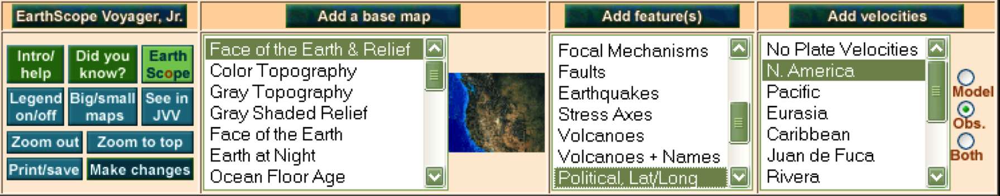 EarthScope Voyager, Jr.
Intro/
help
Did you
know?
Earth
Scope
Legend
on/off
Big/small
maps
See in
JVV
Zoom out
Zoom to top
Print/save
Make changes
Add a base map
Face of the Earth & Relief
Color Topography
Gray Topography
Gray Shaded Relief
Face of the Earth
Earth at Night
Ocean Floor Age
Add feature(s)
Focal Mechanisms
Faults
Earthquakes
Stress Axes
Volcanoes
Volcanoes + Names
Political, Lat/Long
Add velocities
No Plate Velocities
N. America
Pacific
Eurasia
Caribbean
Juan de Fuca
Rivera
Model
Obs.
Both